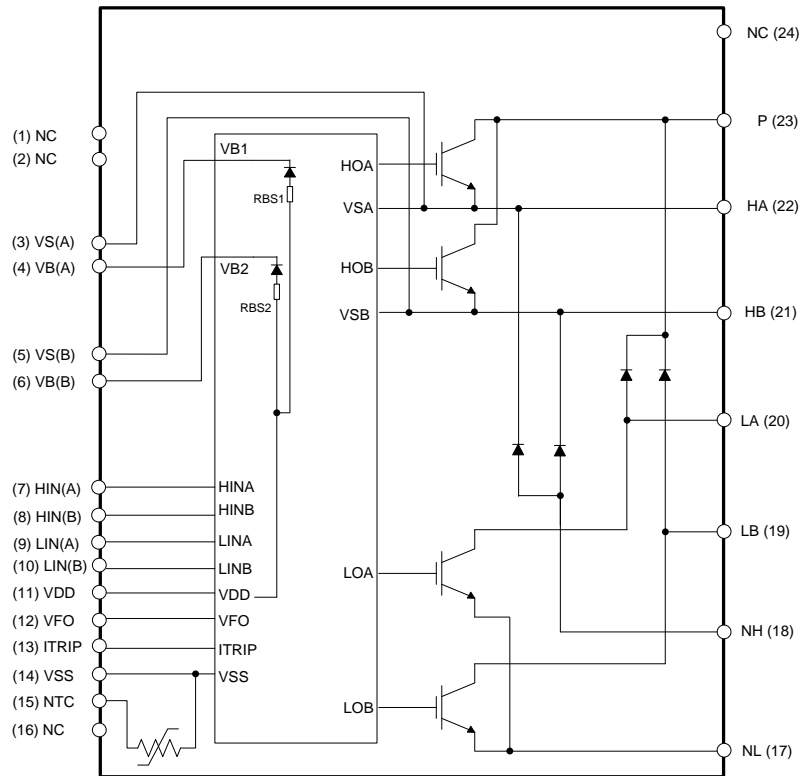 (1) NC
(2) NC
(3) VS(A)
(4) VB(A)
(5) VS(B)
(6) VB(B)
(7) HIN(A)
(8) HIN(B)
(9) LIN(A)
(10) LIN(B)
(11) VDD
(12) VFO
(13) ITRIP
(14) VSS
(15) NTC
(16) NC
VB1
RBS1
VB2
RBS2
HINA
HINB
LINA
LINB
VDD
VFO
ITRIP
VSS
HOA
VSA
HOB
VSB
LOA
LOB
NC (24)
P (23)
HA (22)
HB (21)
LA (20)
LB (19)
NH (18)
NL (17)